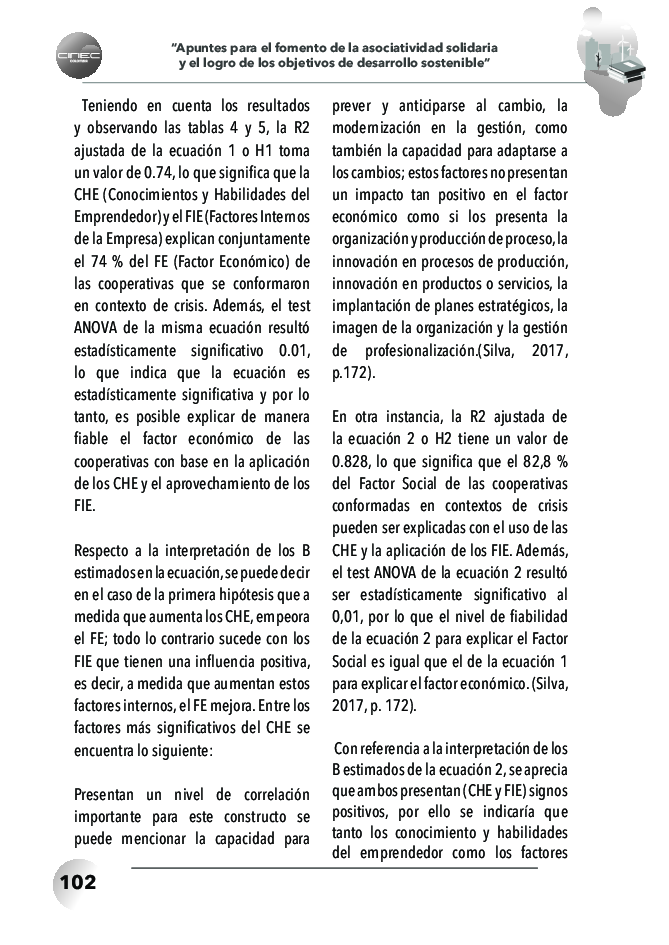 CINEC
COLOMBIA
“Apuntes para el fomento de la asociatividad solidaria
y el logro de los objetivos de desarrollo sostenible”
Teniendo en cuenta los resultados
y observando las tablas 4 y 5, la R2
ajustada de la ecuación 1 o H1 toma
un valor de 0.74, lo que significa que la
CHE (Conocimientos y Habilidades del
Emprendedor) y el FIE (Factores Internos
de la Empresa) explican conjuntamente
el 74 % del FE (Factor Económico) de
las cooperativas que se conformaron
en contexto de crisis. Además, el test
ANOVA de la misma ecuación resultó
estadísticamente significativo 0.01,
lo que indica que la ecuación es
estadísticamente significativa y por lo
tanto, es posible explicar de manera
fiable el factor económico de las
cooperativas con base en la aplicación
de los CHE y el aprovechamiento de los
FIE.
Respecto a la interpretación de los B
estimados en la ecuación, se puede decir
en el caso de la primera hipótesis que a
medida que aumenta los CHE, empeora
el FE; todo lo contrario sucede con los
FIE que tienen una influencia positiva,
es decir, a medida que aumentan estos
factores internos, el FE mejora. Entre los
factores más significativos del CHE se
encuentra lo siguiente:
Presentan un nivel de correlación
importante para este constructo se
puede mencionar la capacidad para
prever y anticiparse al cambio, la
modernización en la gestión, como
también la capacidad para adaptarse a
los cambios; estos factores no presentan
un impacto tan positivo en el factor
económico como si los presenta la
organización y producción de proceso, la
innovación en procesos de producción,
innovación en productos o servicios, la
implantación de planes estratégicos, la
imagen de la organización y la gestión
de profesionalización.(Silva, 2017,
p.172).
En otra instancia, la R2 ajustada de
la ecuación 2 o H2 tiene un valor de
0.828, lo que significa que el 82,8 %
del Factor Social de las cooperativas
conformadas en contextos de crisis
pueden ser explicadas con el uso de las
CHE y la aplicación de los FIE. Además,
el test ANOVA de la ecuación 2 resultó
ser estadísticamente significativo al
0,01, por lo que el nivel de fiabilidad
de la ecuación 2 para explicar el Factor
Social es igual que el de la ecuación 1
para explicar el factor económico. (Silva,
2017, p. 172).
Con referencia a la interpretación de los
B estimados de la ecuación 2, se aprecia
que ambos presentan (CHE y FIE) signos
positivos, por ello se indicaría que
tanto los conocimiento y habilidades
del emprendedor como los factores
102